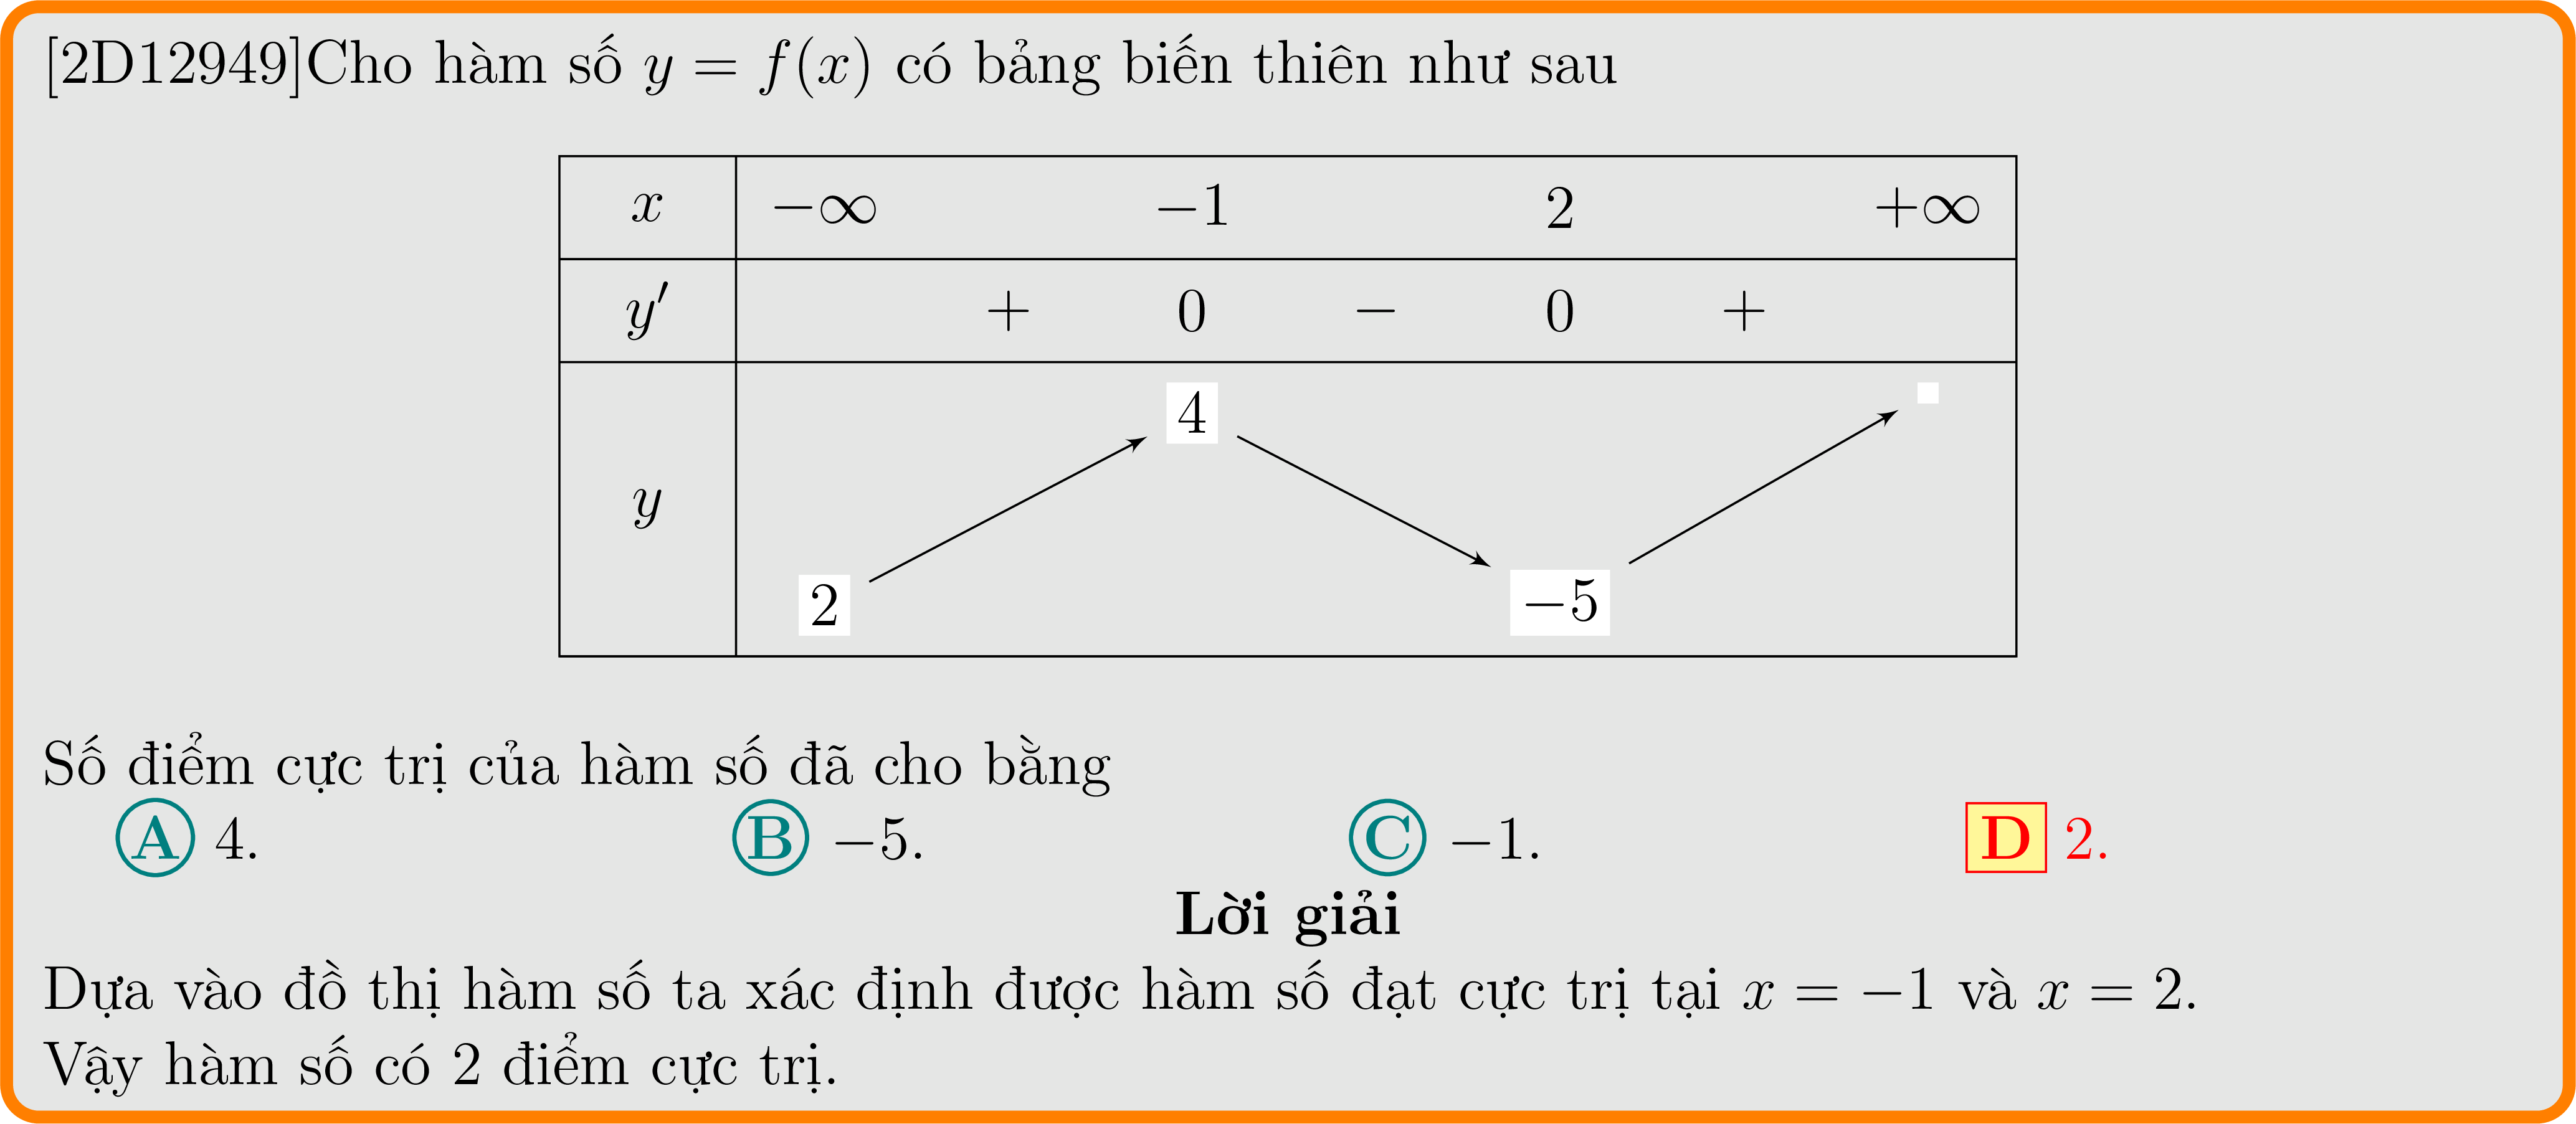 [2D12949]Cho hàm số y = f(x) có bảng biến thiên như sau
x −∞ −1 2 +∞
y′ + 0 − 0 +
4
y
2 −5
Số điểm cực trị của hàm số đã cho bằng
A 4. B −5. C −1. D 2.
Lời giải
Dựa vào đồ thị hàm số ta xác định được hàm số đạt cực trị tại x = −1 và x = 2.
Vậy hàm số có 2 điểm cực trị.